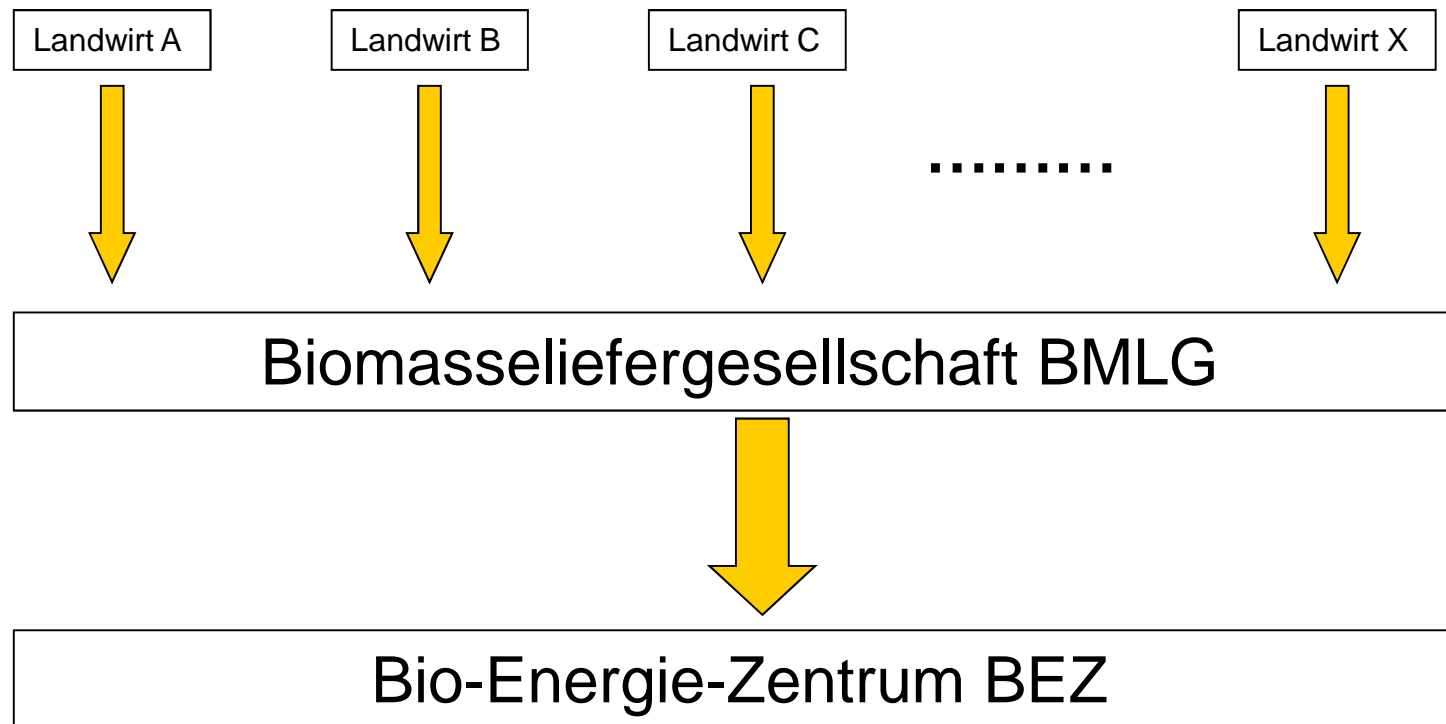 Landwirt A
Landwirt B
Landwirt C
Landwirt X
.........
Biomasseliefergesellschaft BMLG
Bio-Energie-Zentrum BEZ